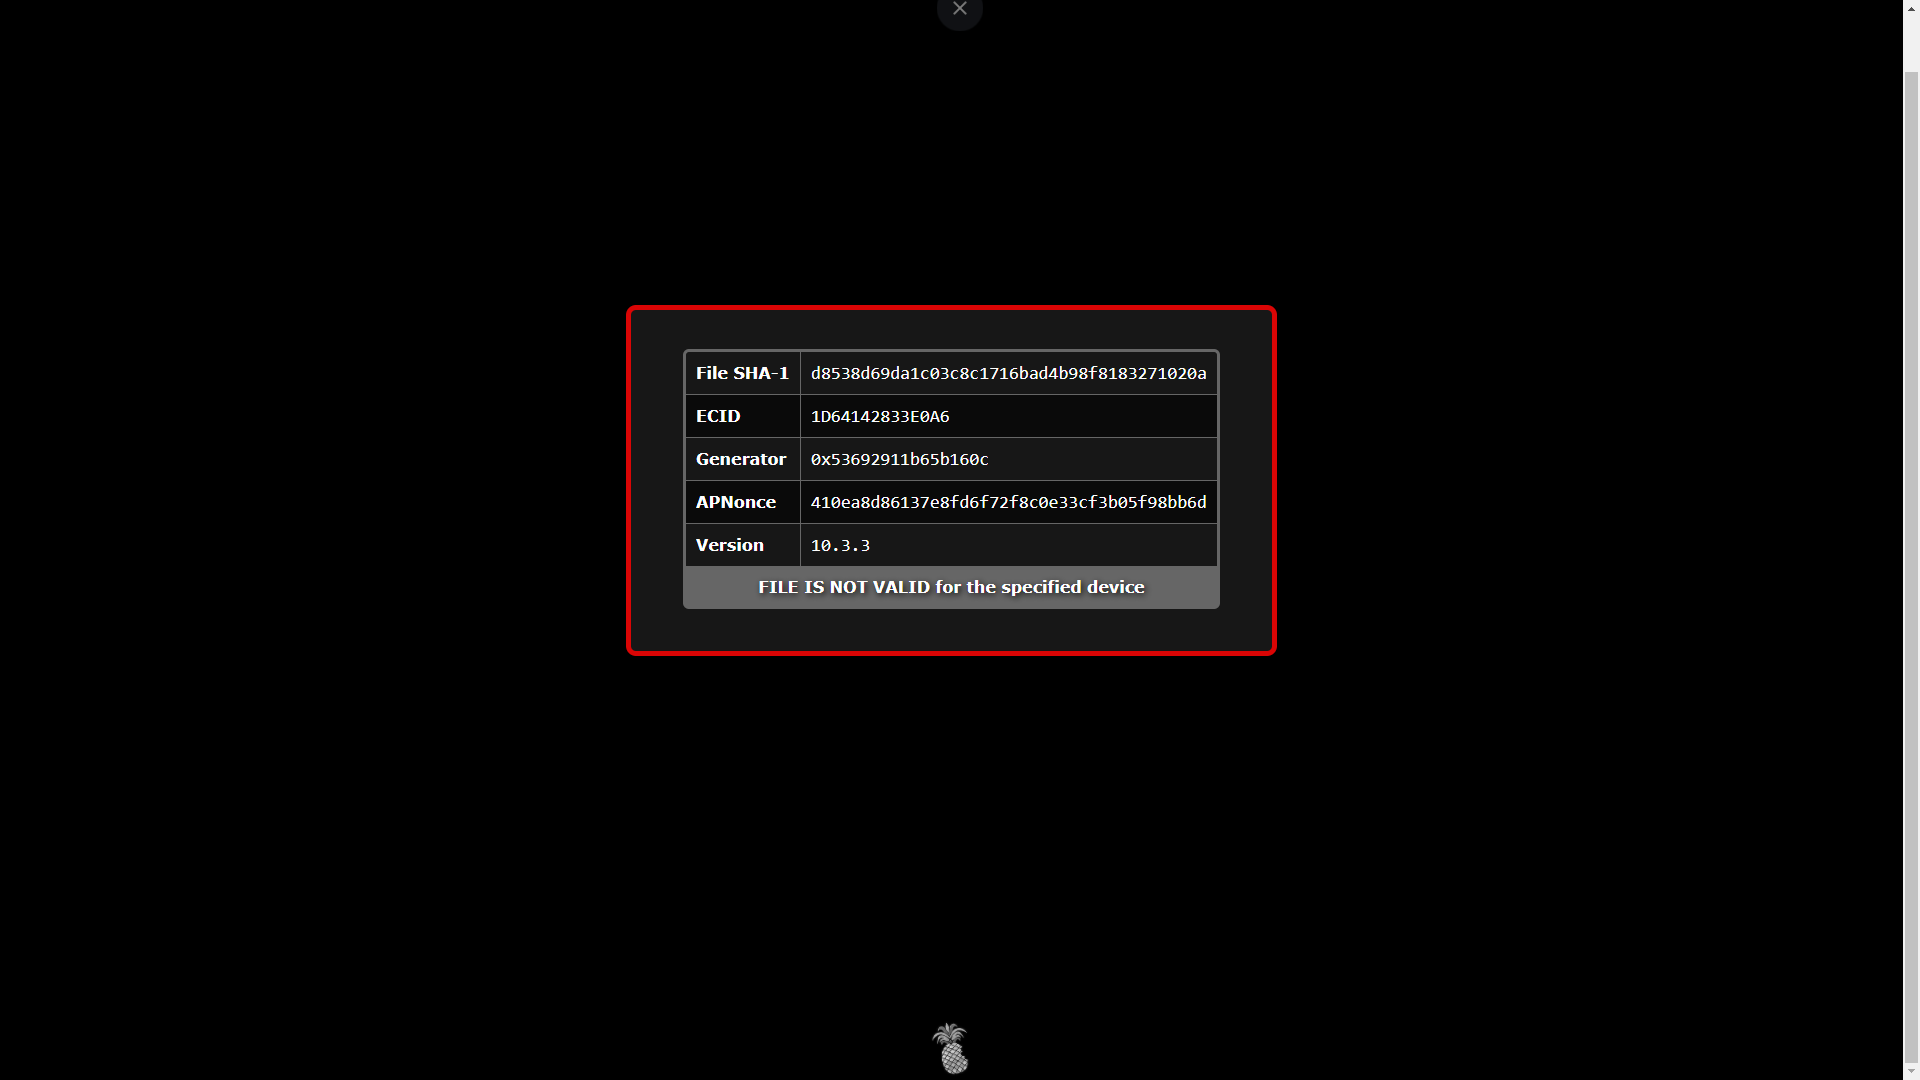 File SHA-1 d8538d69da1c03c8c1716bad4b98f8183271020a
ECID 1D64142833E0A6
Generator 0x53692911b65b160c
APNonce 410ea8d86137e8fd6f72f8c0e33cf3b05f98bb6d
Version 10.3.3
FILE IS NOT VALID for the specified device